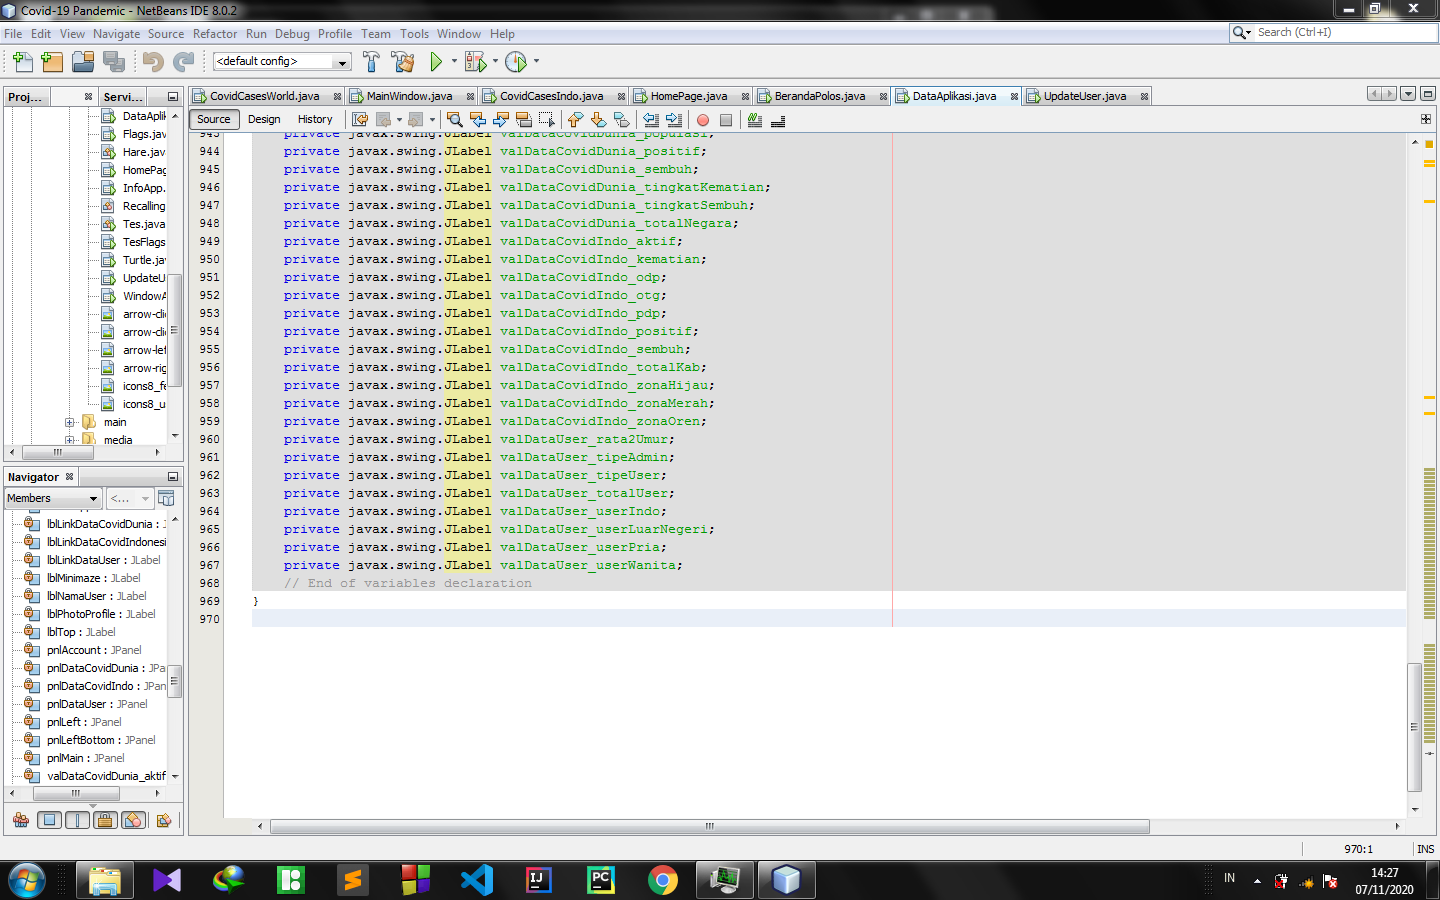 Covid-19 Pandemic - NetBeans IDE 8.0.2
File Edit View Navigate Source Refactor Run Debug Profile Team Tools Window Help
Search (Ctrl+I)
<default config>
Proj...
Servi...
CovidCasesWorld.java
MainWindow.java
CovidCasesIndo.java
HomePage.java
BerandaPolos.java
DataAplikasi.java
UpdateUser.java
Source Design History
DataAplik
Flags.jav
Hare.jav
HomePag
InfoApp.
Recalling
Tes.java
TesFlags
Turtle.jav
UpdateU
WindowA
arrow-clic
arrow-clic
arrow-lef
arrow-rig
icons8_fe
icons8_u
main
media
Navigator
Members
<...
lblLinkDataCovidDunia : J
lblLinkDataCovidIndonesi
lblLinkDataUser : JLabel
lblMinimaze : JLabel
lblNamaUser : JLabel
lblPhotoProfile : JLabel
lblTop : JLabel
pnlAccount : JPanel
pnlDataCovidDunia : JPa
pnlDataCovidIndo : JPan
pnlDataUser : JPanel
pnlLeft : JPanel
pnlLeftBottom : JPanel
pnlMain : JPanel
valDataCovidDunia_aktif
943 private javax.swing.JLabel valDataCovidDunia_populasi;
944 private javax.swing.JLabel valDataCovidDunia_positif;
945 private javax.swing.JLabel valDataCovidDunia_sembuh;
946 private javax.swing.JLabel valDataCovidDunia_tingkatKematian;
947 private javax.swing.JLabel valDataCovidDunia_tingkatSembuh;
948 private javax.swing.JLabel valDataCovidDunia_totalNegara;
949 private javax.swing.JLabel valDataCovidIndo_aktif;
950 private javax.swing.JLabel valDataCovidIndo_kematian;
951 private javax.swing.JLabel valDataCovidIndo_odp;
952 private javax.swing.JLabel valDataCovidIndo_otg;
953 private javax.swing.JLabel valDataCovidIndo_pdp;
954 private javax.swing.JLabel valDataCovidIndo_positif;
955 private javax.swing.JLabel valDataCovidIndo_sembuh;
956 private javax.swing.JLabel valDataCovidIndo_totalKab;
957 private javax.swing.JLabel valDataCovidIndo_zonaHijau;
958 private javax.swing.JLabel valDataCovidIndo_zonaMerah;
959 private javax.swing.JLabel valDataCovidIndo_zonaOren;
960 private javax.swing.JLabel valDataUser_rata2Umur;
961 private javax.swing.JLabel valDataUser_tipeAdmin;
962 private javax.swing.JLabel valDataUser_tipeUser;
963 private javax.swing.JLabel valDataUser_totalUser;
964 private javax.swing.JLabel valDataUser_userIndo;
965 private javax.swing.JLabel valDataUser_userLuarNegeri;
966 private javax.swing.JLabel valDataUser_userPria;
967 private javax.swing.JLabel valDataUser_userWanita;
968 // End of variables declaration
969 }
970
970:1 INS
IJ
PC
IN
14:27
07/11/2020